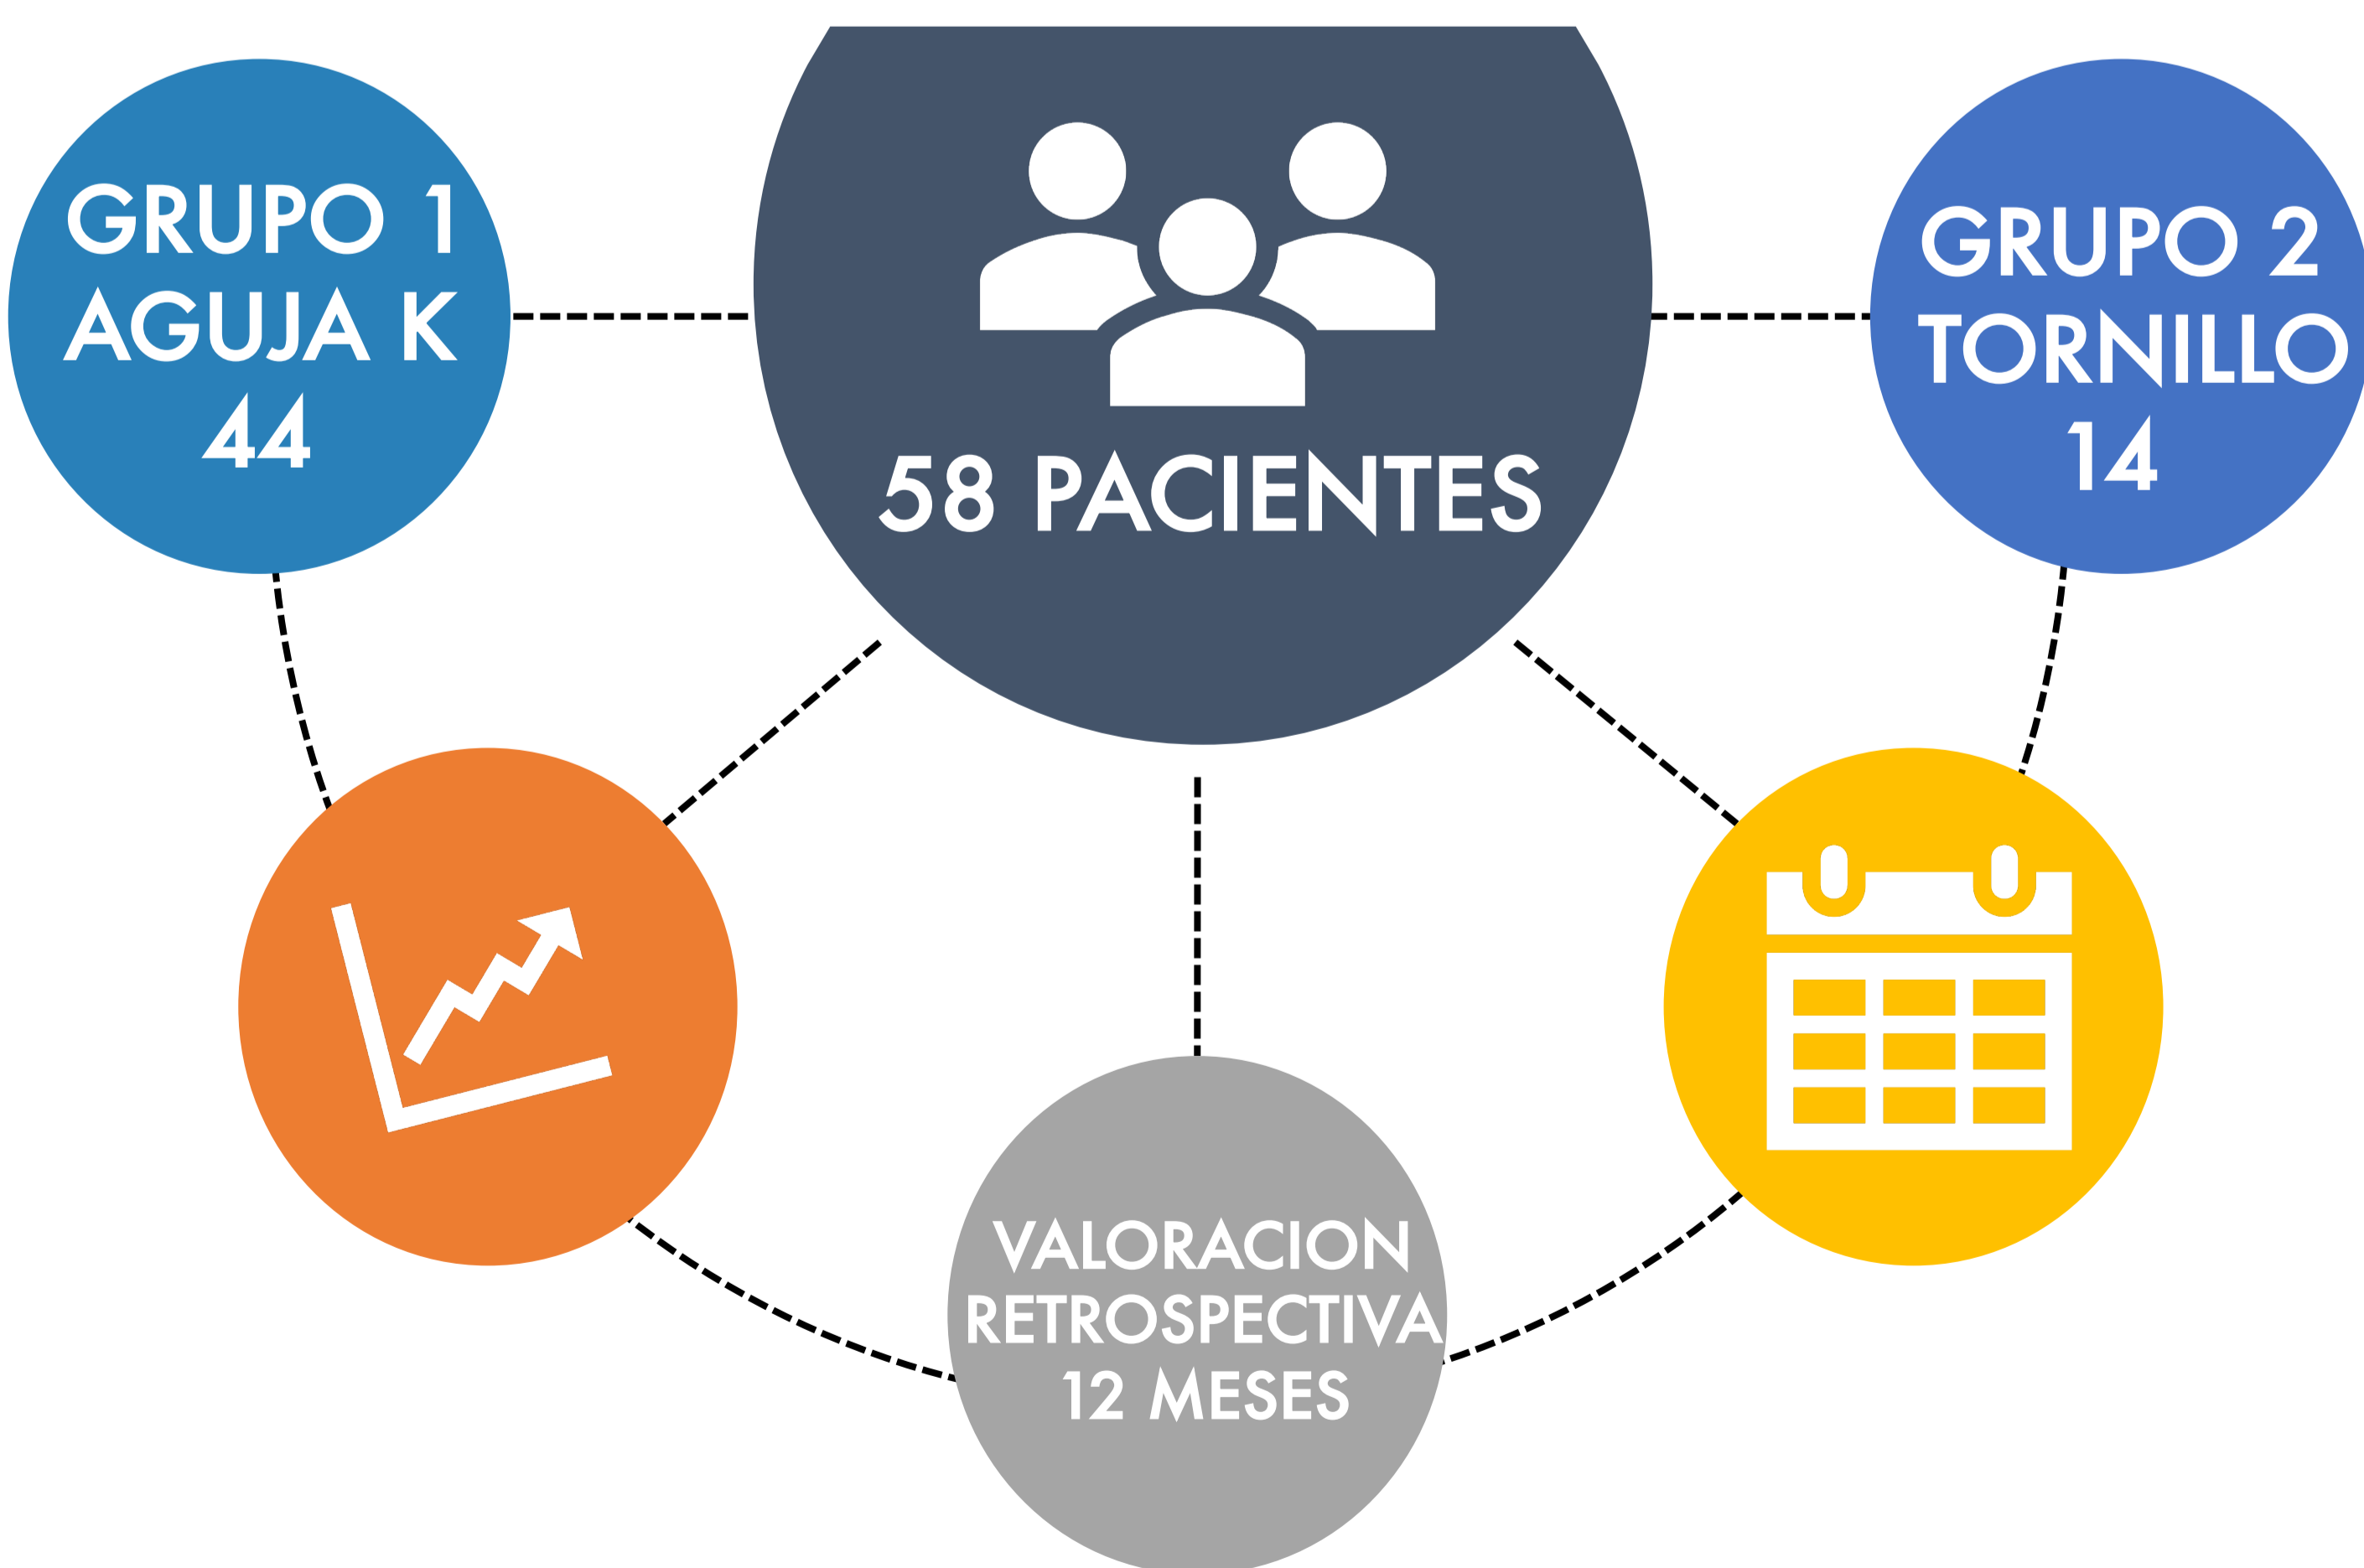 GRUPO 1
AGUJA K
44
58 PACIENTES
GRUPO 2
TORNILLO
14
VALORACION
RETROSPECTIVA
12 MESES